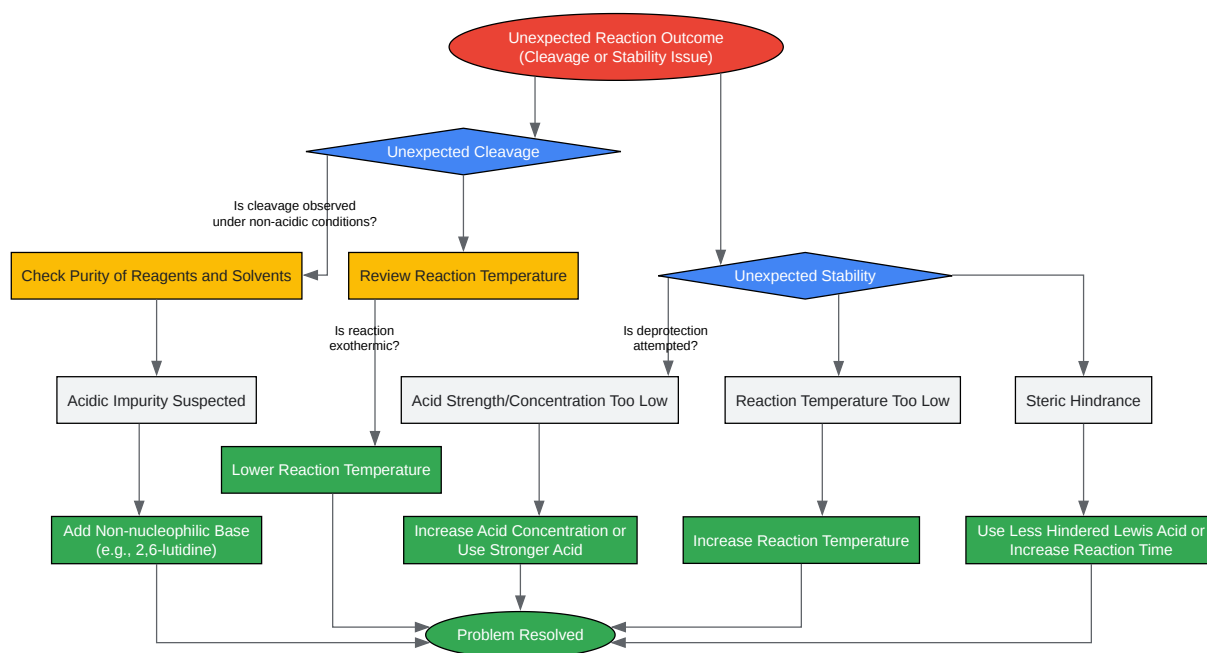 Unexpected Reaction Outcome
(Cleavage or Stability Issue)
Unexpected Cleavage
Is cleavage observed
under non-acidic conditions?
Check Purity of Reagents and Solvents
Review Reaction Temperature
Unexpected Stability
Is reaction
exothermic?
Is deprotection
attempted?
Acidic Impurity Suspected
Acid Strength/Concentration Too Low
Reaction Temperature Too Low
Steric Hindrance
Lower Reaction Temperature
Add Non-nucleophilic Base
(e.g., 2,6-lutidine)
Increase Acid Concentration or
Use Stronger Acid
Increase Reaction Temperature
Use Less Hindered Lewis Acid or
Increase Reaction Time
Problem Resolved